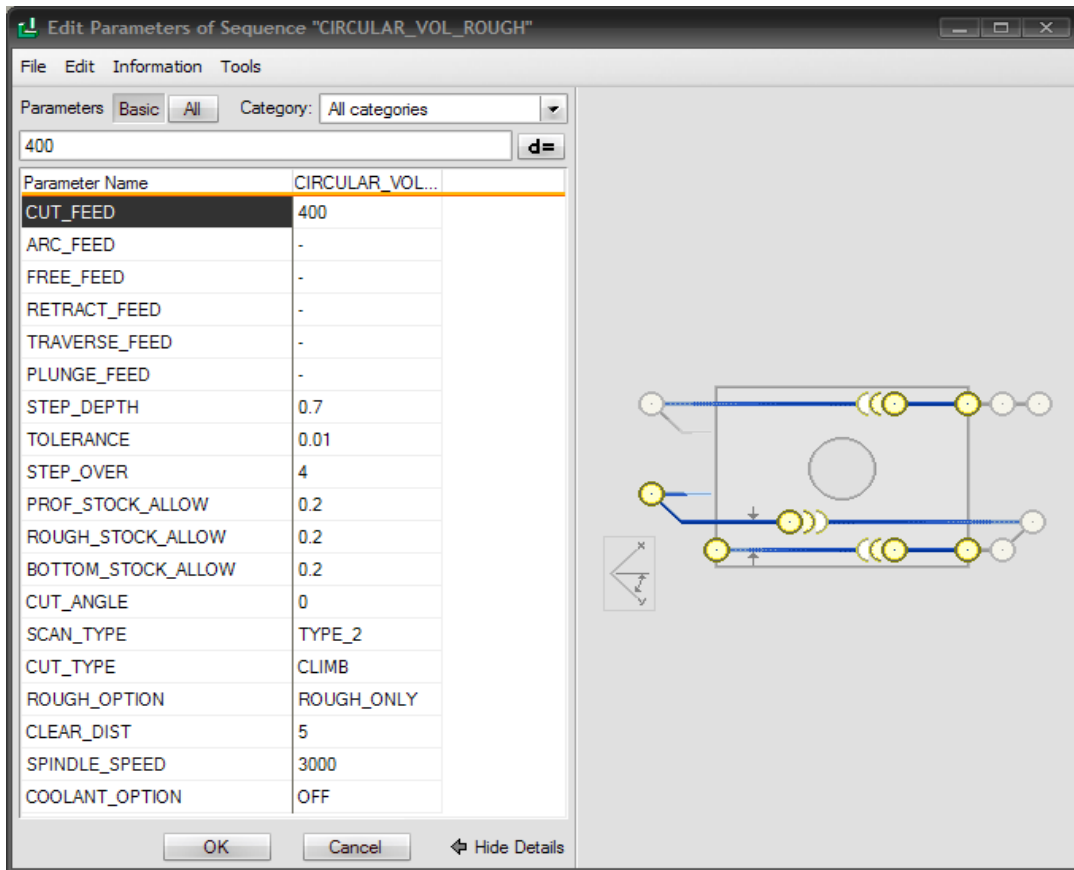 Edit Parameters of Sequence "CIRCULAR_VOL_ROUGH"
File Edit Information Tools
Parameters Basic All Category: All categories
400 d=
Parameter Name CIRCULAR_VOL...
CUT_FEED 400
ARC_FEED -
FREE_FEED -
RETRACT_FEED -
TRAVERSE_FEED -
PLUNGE_FEED -
STEP_DEPTH 0.7
TOLERANCE 0.01
STEP_OVER 4
PROF_STOCK_ALLOW 0.2
ROUGH_STOCK_ALLOW 0.2
BOTTOM_STOCK_ALLOW 0.2
CUT_ANGLE 0
SCAN_TYPE TYPE_2
CUT_TYPE CLIMB
ROUGH_OPTION ROUGH_ONLY
CLEAR_DIST 5
SPINDLE_SPEED 3000
COOLANT_OPTION OFF
OK Cancel Hide Details
x
z
y